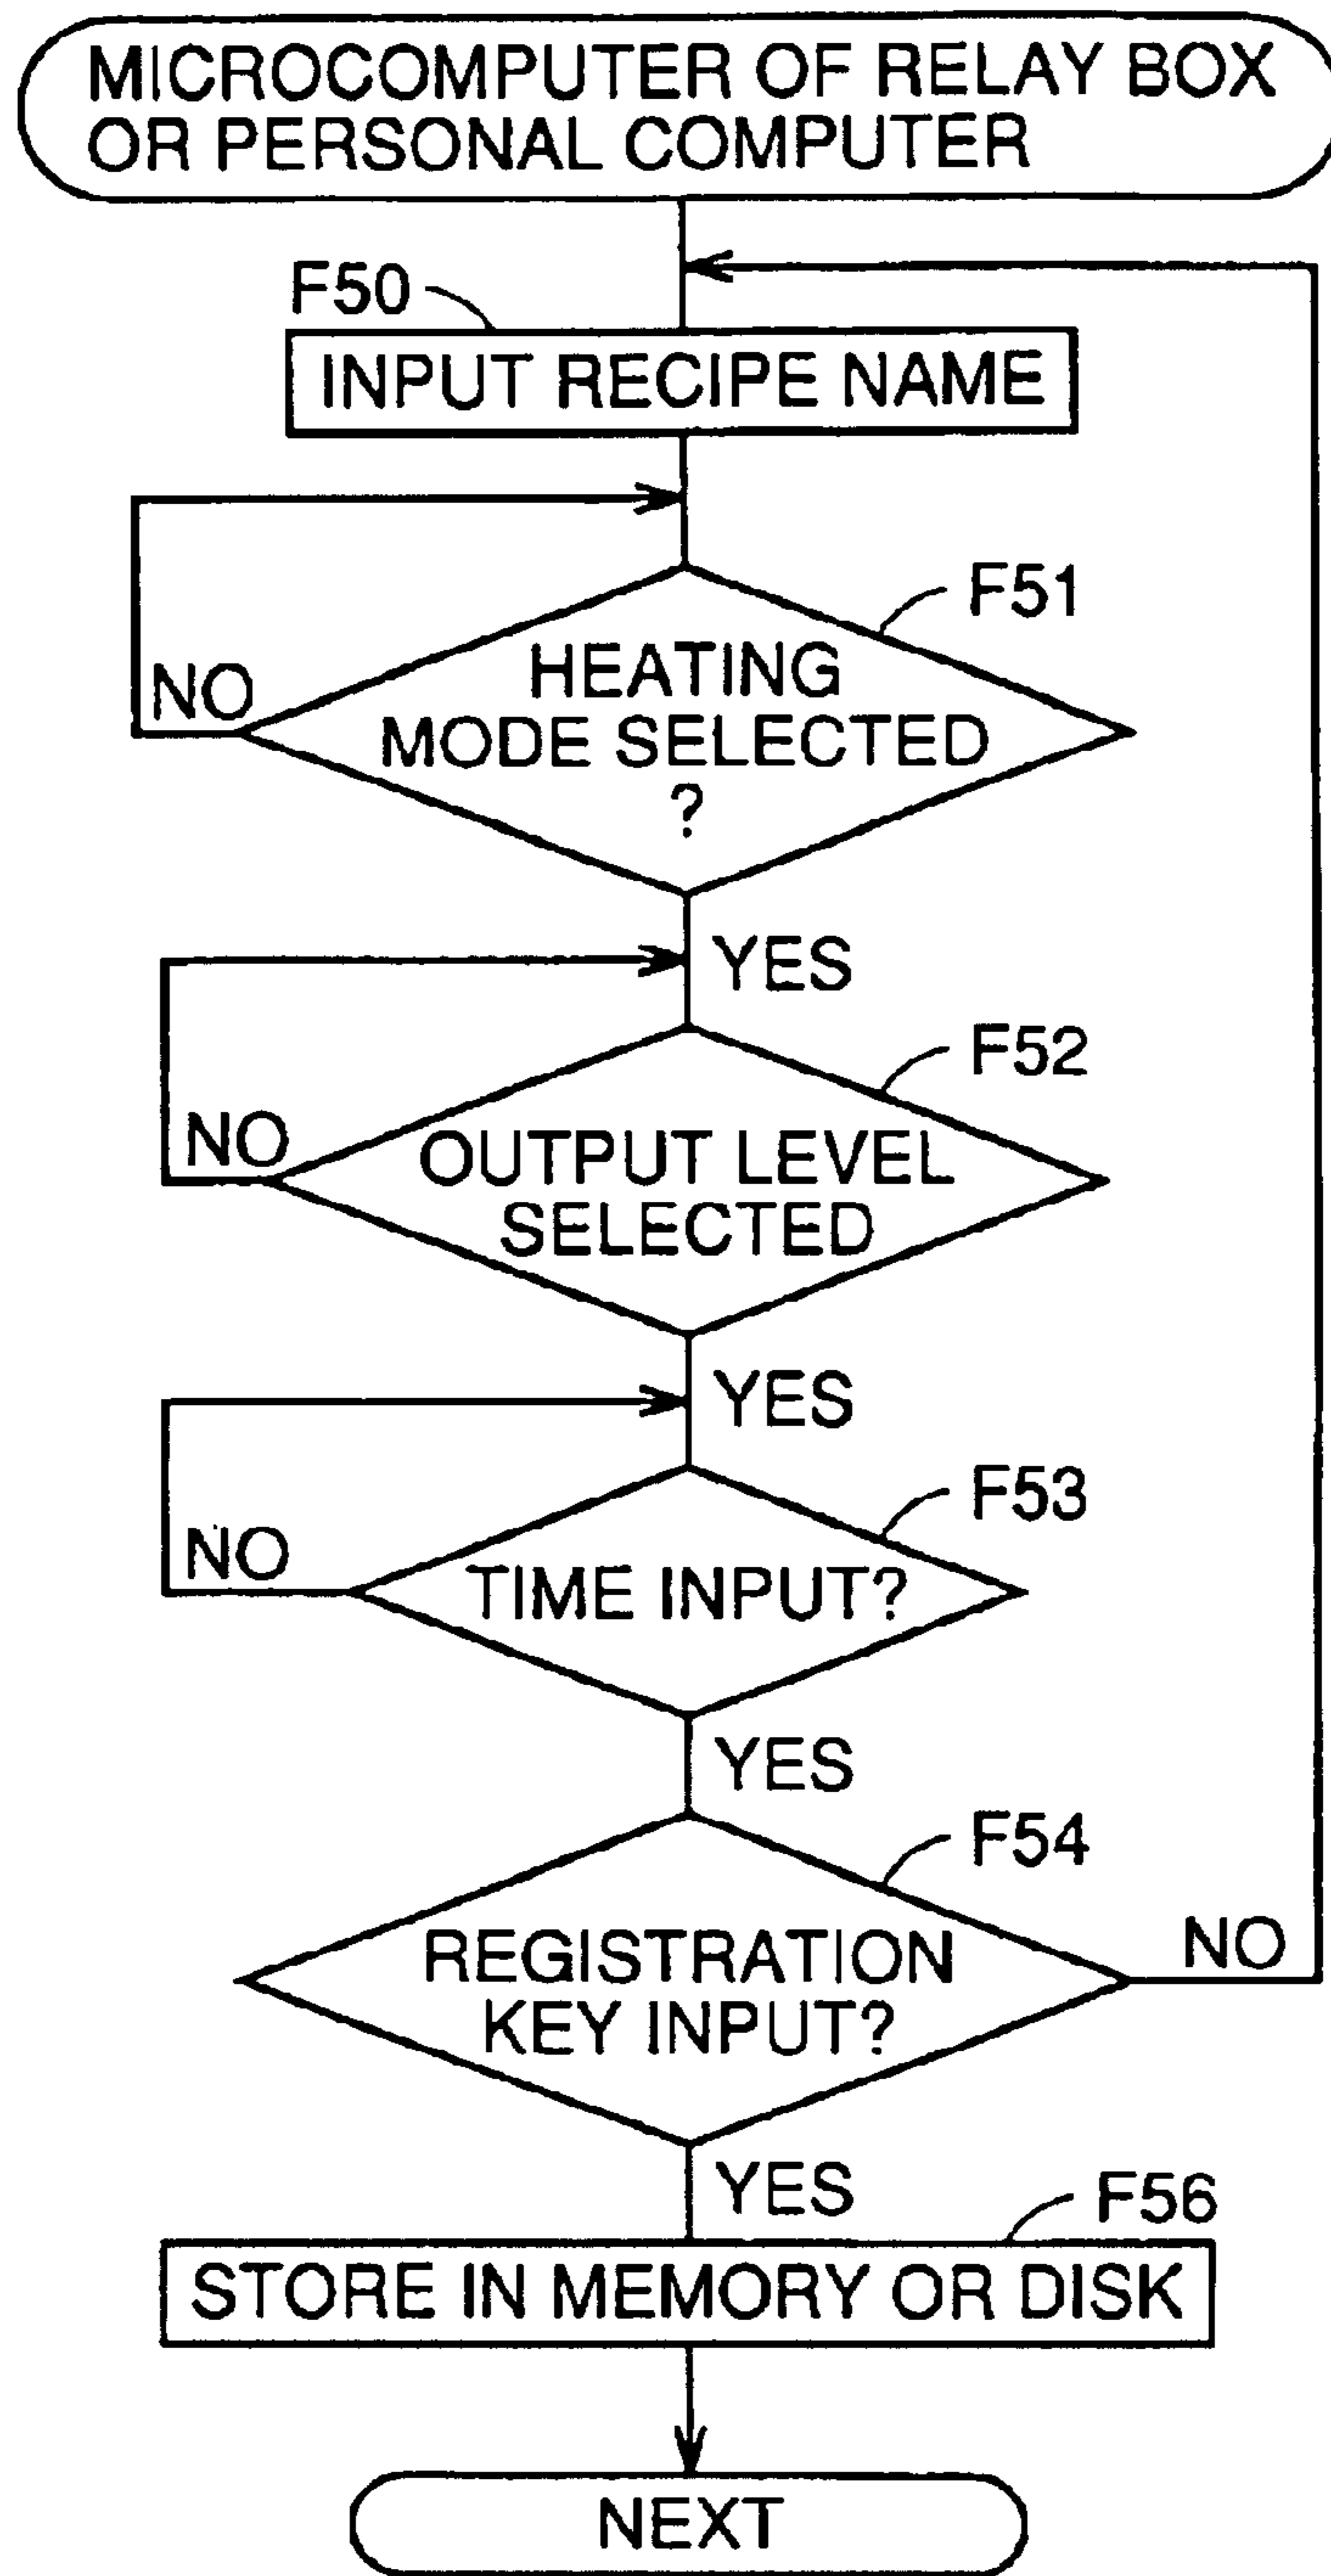 MICROCOMPUTER OF RELAY BOX
OR PERSONAL COMPUTER
F50
INPUT RECIPE NAME
F51
HEATING
MODE SELECTED
?
NO
YES
F52
OUTPUT LEVEL
SELECTED
NO
YES
F53
TIME INPUT?
NO
YES
F54
REGISTRATION
KEY INPUT?
NO
YES
F56
STORE IN MEMORY OR DISK
NEXT